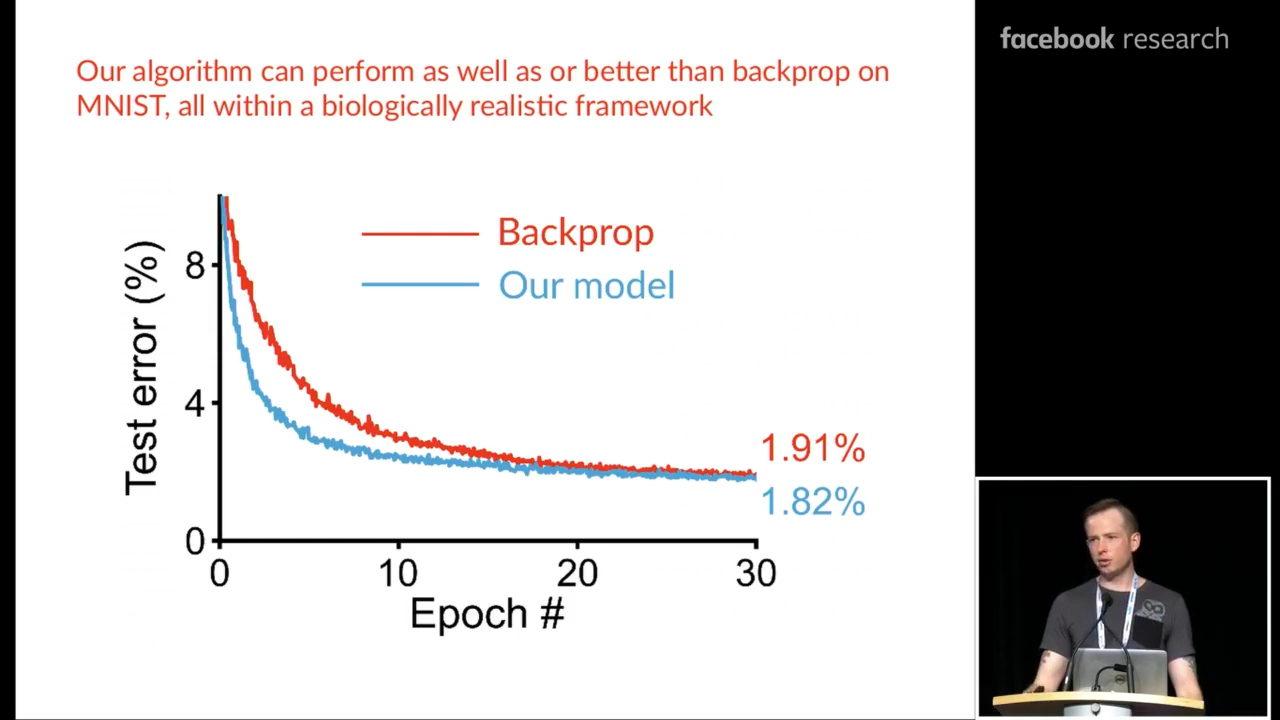 facebook research
Our algorithm can perform as well as or better than backprop on
MNIST, all within a biologically realistic framework
Backprop
Our model
Test error (%)
8
4
0
0 10 20 30
Epoch #
1.91%
1.82%